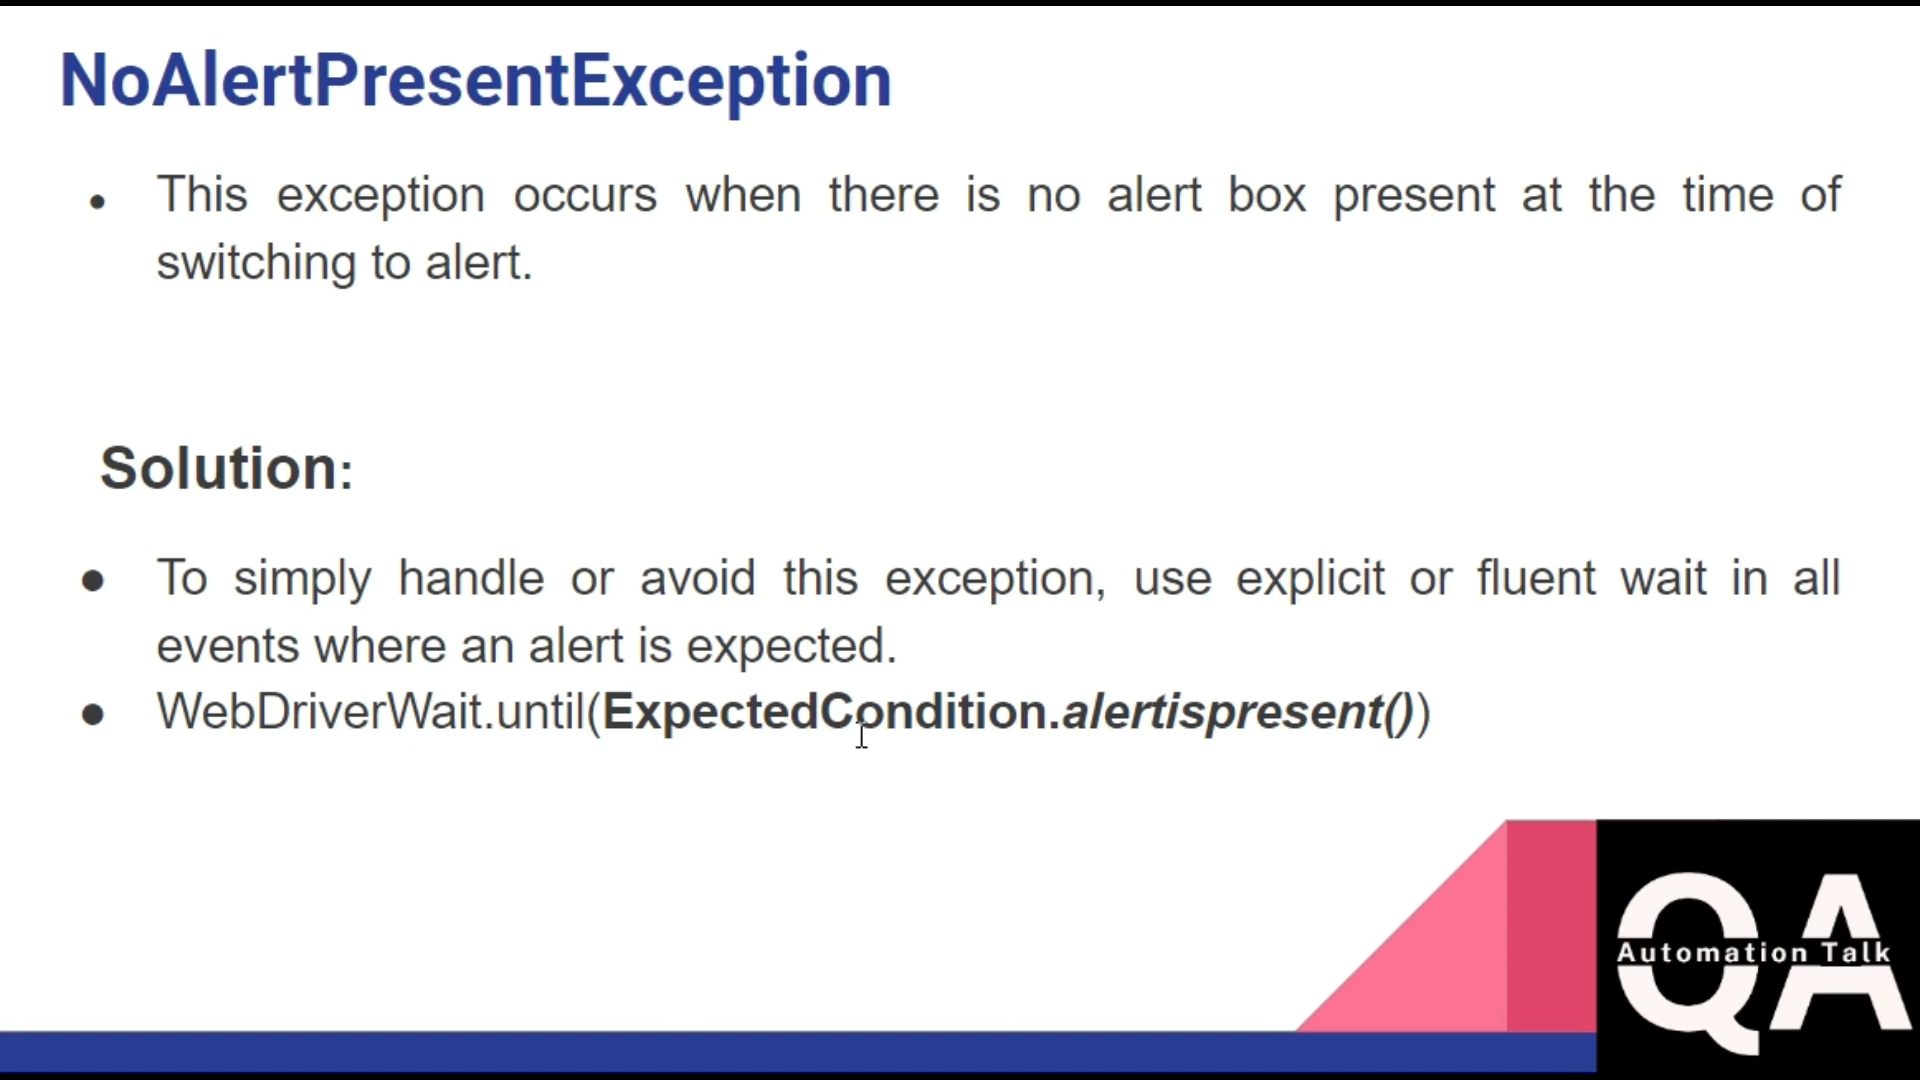 NoAlertPresentException
• This exception occurs when there is no alert box present at the time of
switching to alert.
Solution:
● To simply handle or avoid this exception, use explicit or fluent wait in all
events where an alert is expected.
● WebDriverWait.until(ExpectedCondition.alertispresent())
QA
Automation Talk